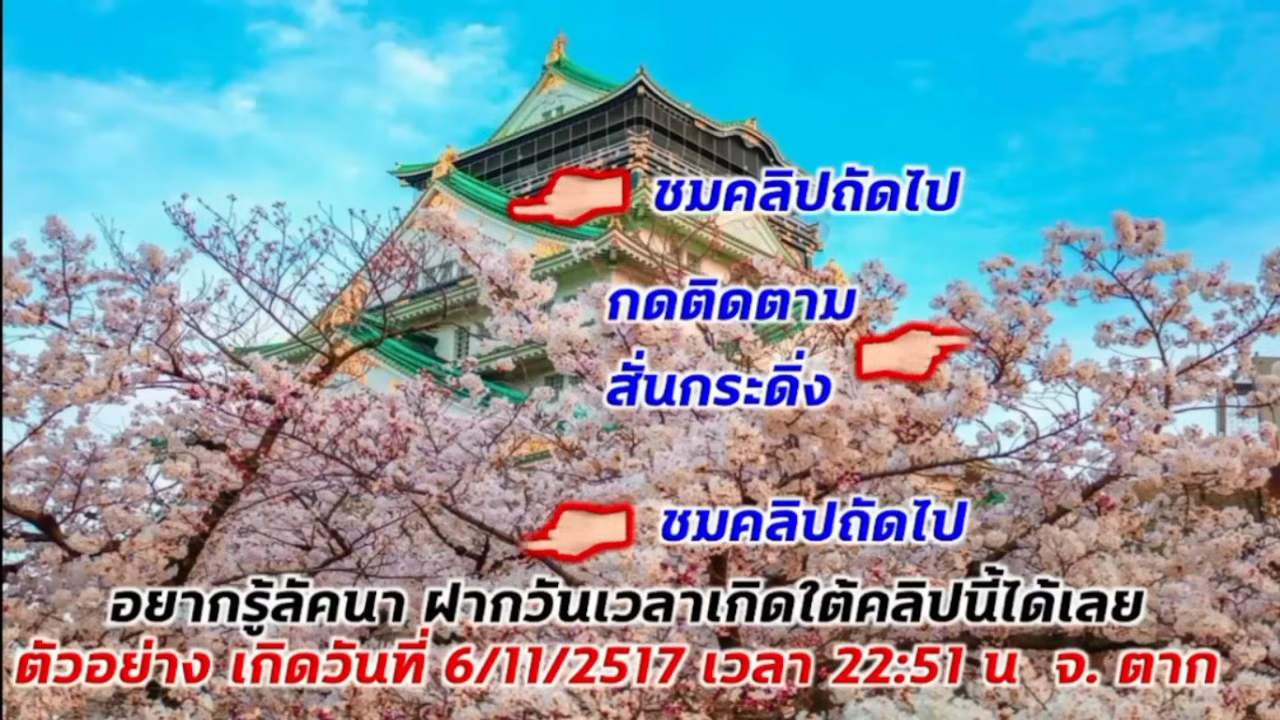 ชมคลิปถัดไป
กดติดตาม
สั่นกระดิ่ง
ชมคลิปถัดไป
อยากรู้ลัคนา ฝากวันเวลาเกิดใต้คลิปนี้ได้เลย
ตัวอย่าง เกิดวันที่ 6/11/2517 เวลา 22:51 น จ. ตาก